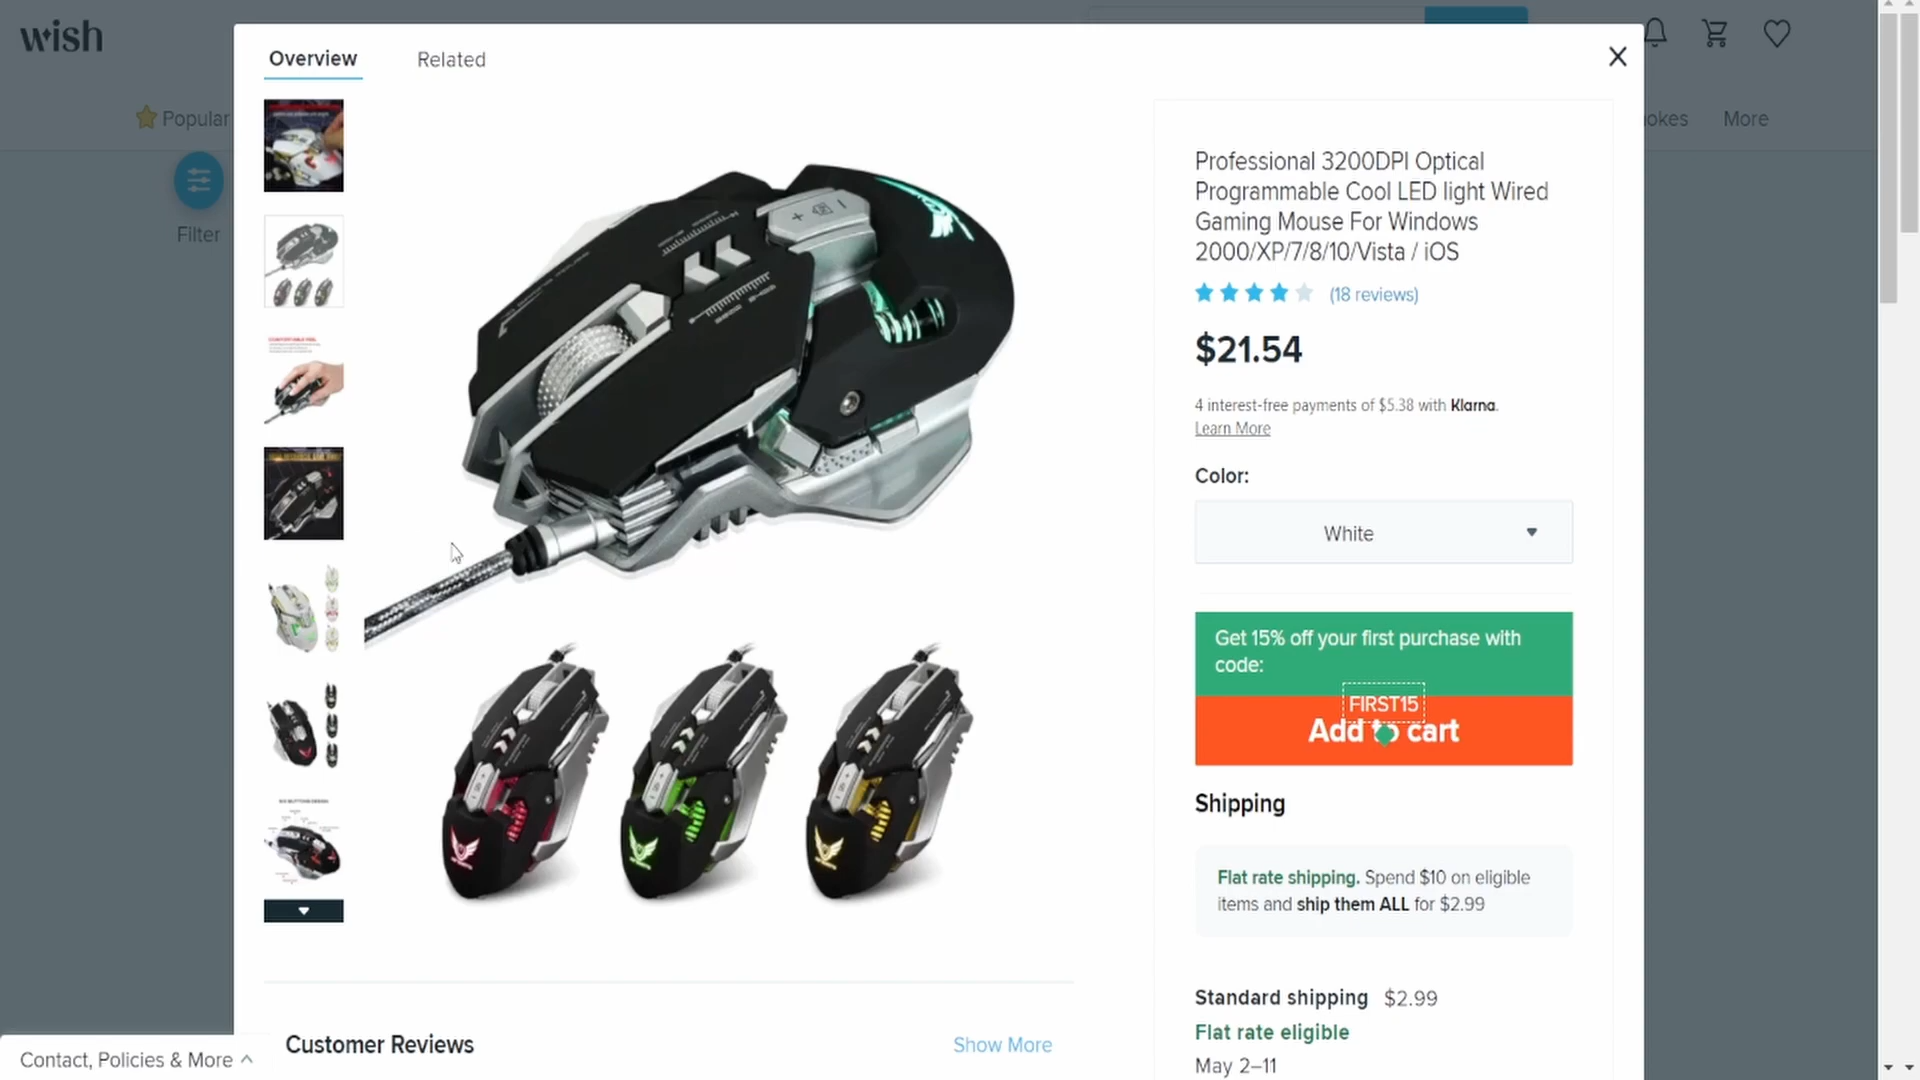 wish
Popular
okes
More
Filter
Overview
Related
Professional 3200DPI Optical
Programmable Cool LED light Wired
Gaming Mouse For Windows
2000/XP/7/8/10/Vista / iOS
(18 reviews)
$21.54
4 interest-free payments of $5.38 with Klarna.
Learn More
Color:
White
Get 15% off your first purchase with
code:
FIRST15
Add to cart
Shipping
Flat rate shipping. Spend $10 on eligible
items and ship them ALL for $2.99
Standard shipping $2.99
Flat rate eligible
May 2–11
Customer Reviews
Show More
Contact, Policies & More